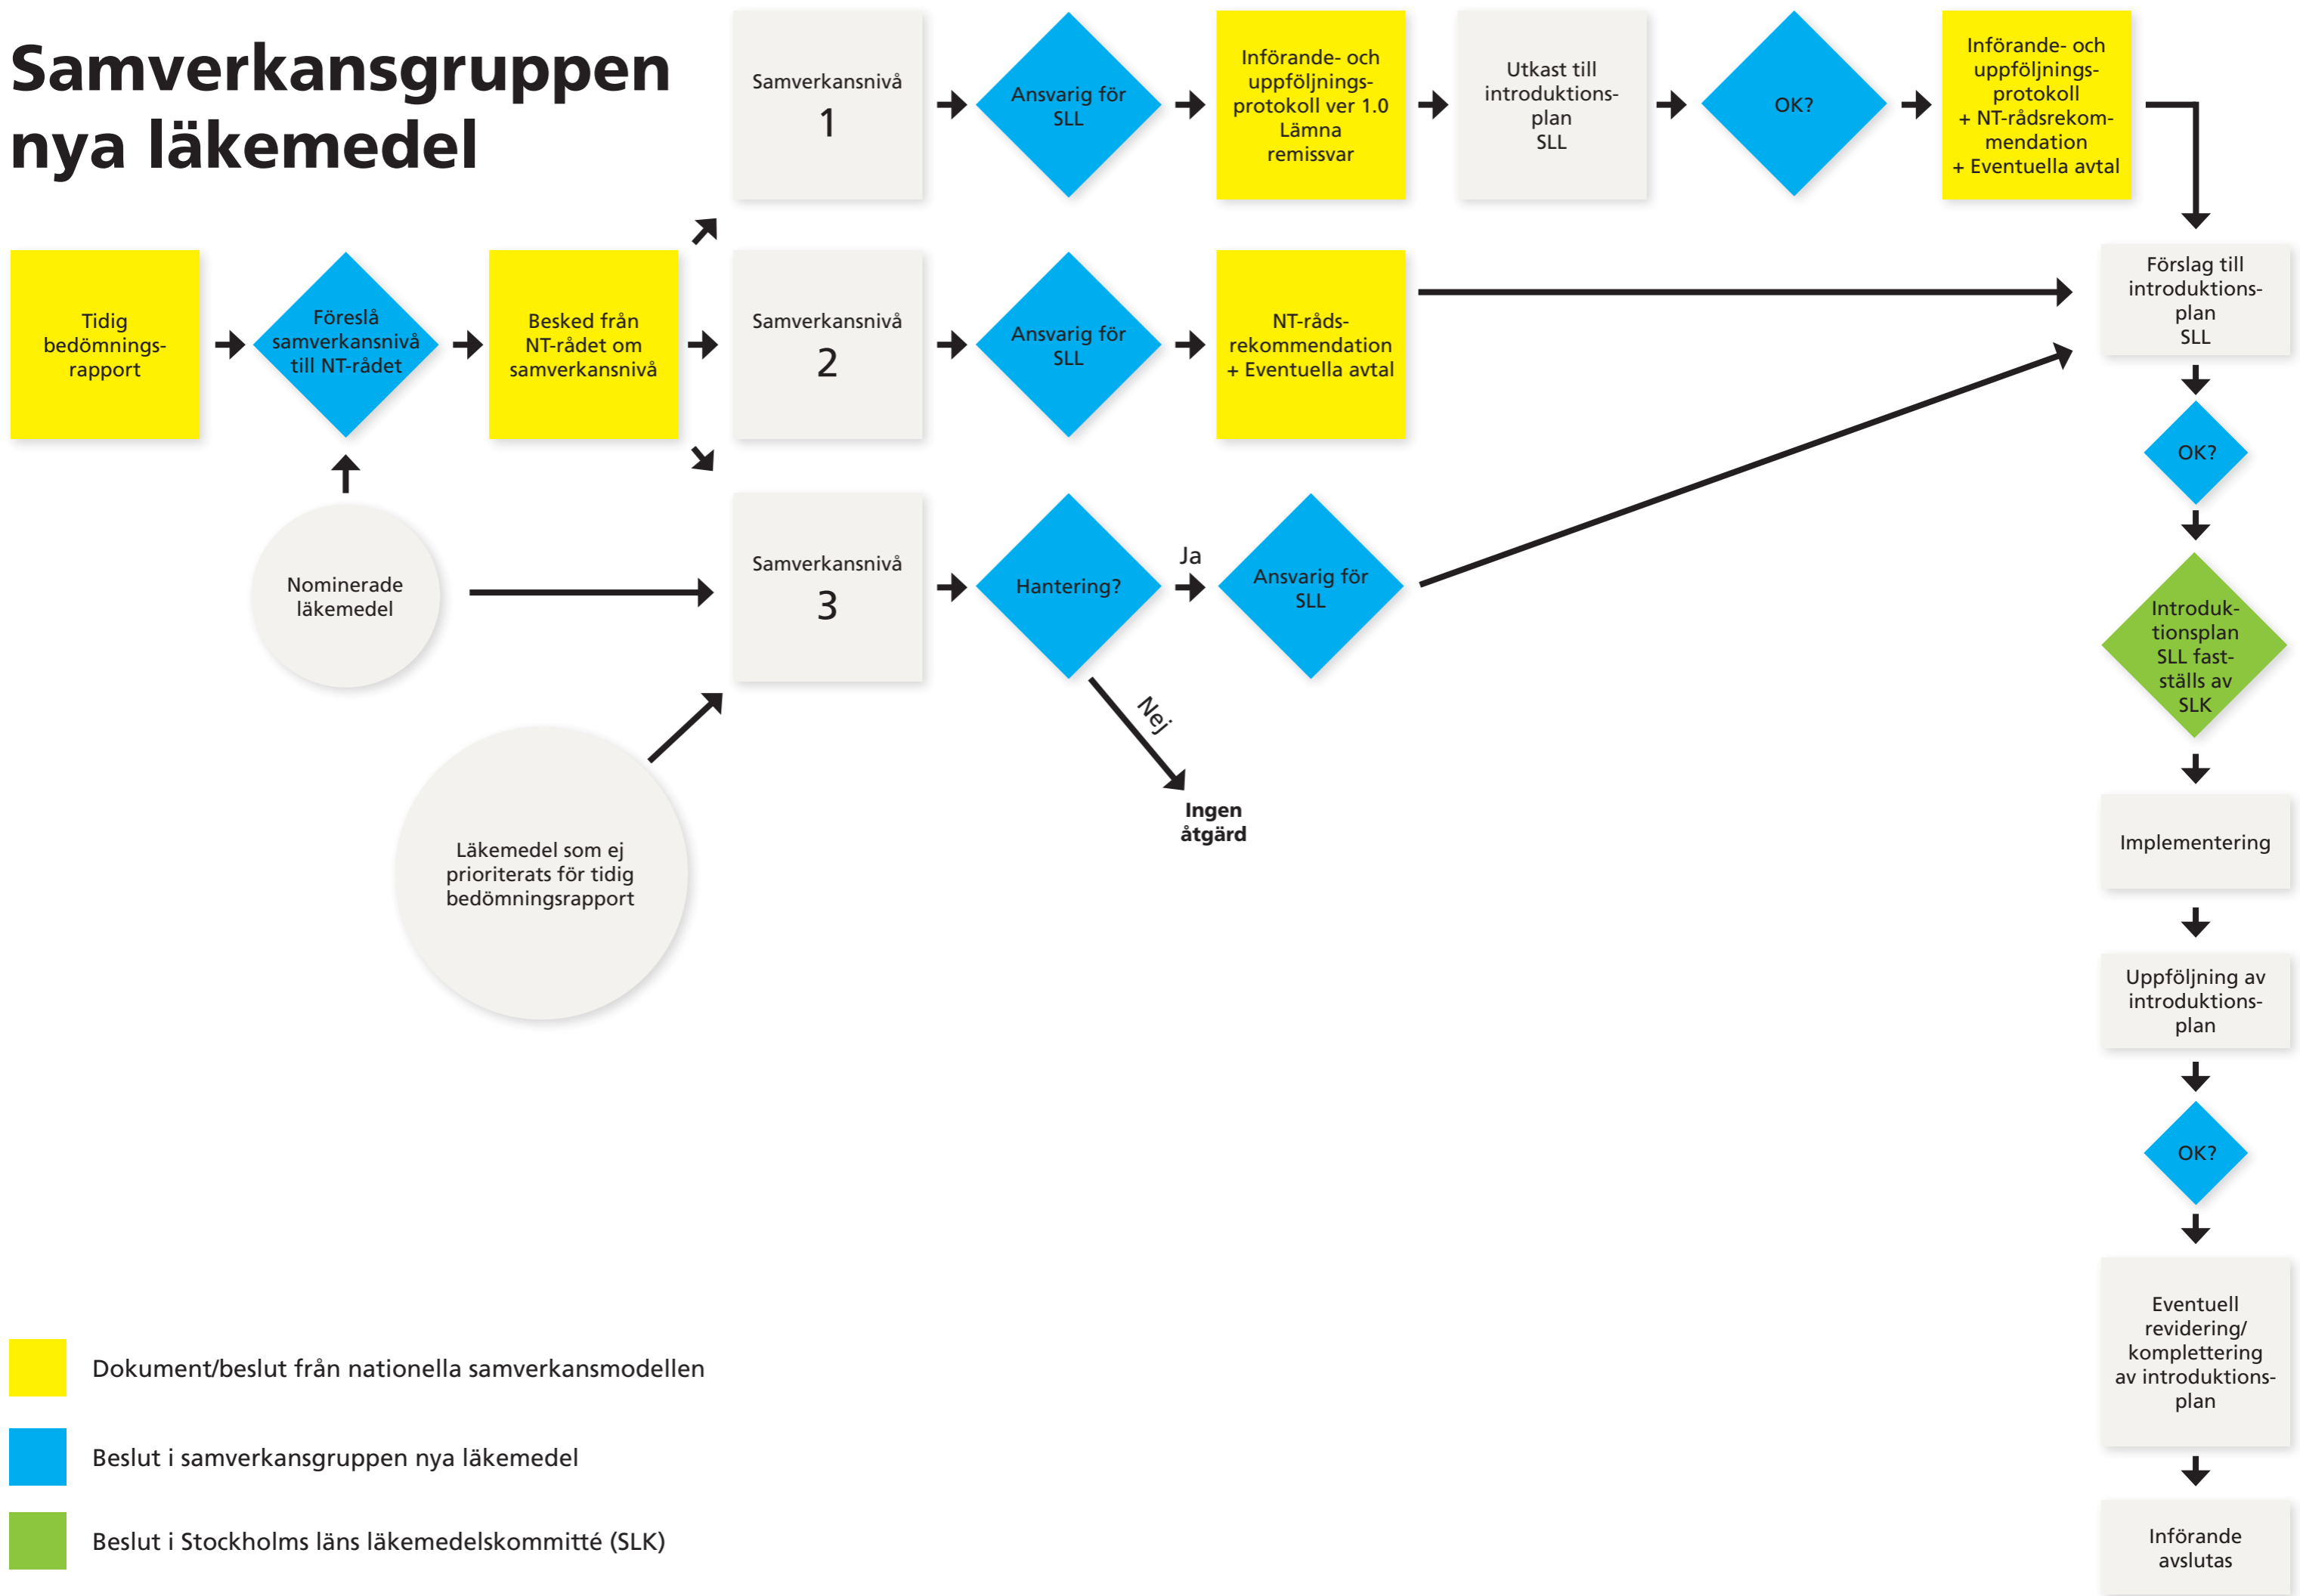 Samverkansgruppen
nya läkemedel
Samverkansnivå
1
Ansvarig för
SLL
Införande- och
uppföljnings-
protokoll ver 1.0
Lämna
remissvar
Utkast till
introduktions-
plan
SLL
OK?
Införande- och
uppföljnings-
protokoll
+ NT-rådsrekom-
mendation
+ Eventuella avtal
Tidig
bedömnings-
rapport
Föreslå
samverkansnivå
till NT-rådet
Besked från
NT-rådet om
samverkansnivå
Samverkansnivå
2
Ansvarig för
SLL
NT-råds-
rekommendation
+ Eventuella avtal
Förslag till
introduktions-
plan
SLL
OK?
Nominerade
läkemedel
Samverkansnivå
3
Hantering?
Ja
Ansvarig för
SLL
Nej
Ingen
åtgärd
Introduk-
tionsplan
SLL fast-
ställs av
SLK
Läkemedel som ej
prioriterats för tidig
bedömningsrapport
Implementering
Uppföljning av
introduktions-
plan
OK?
Eventuell
revidering/
komplettering
av introduktions-
plan
Införande
avslutas
Dokument/beslut från nationella samverkansmodellen
Beslut i samverkansgruppen nya läkemedel
Beslut i Stockholms läns läkemedelskommitté (SLK)